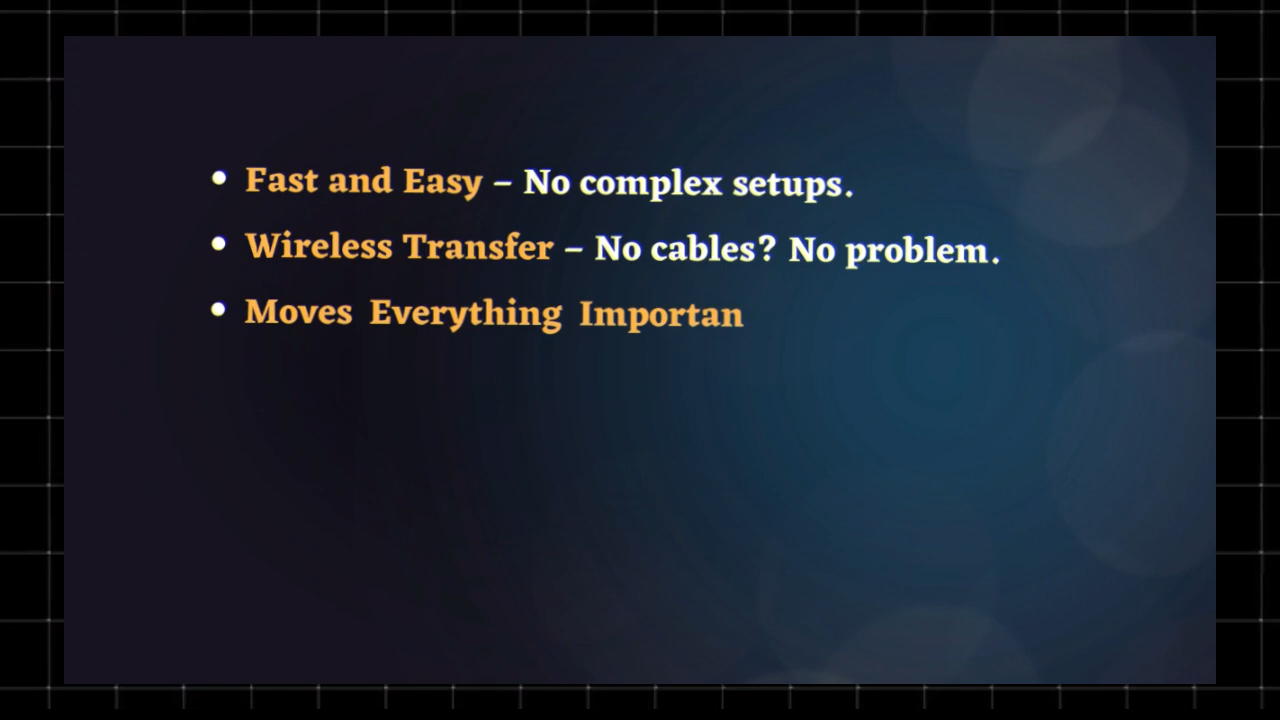 • Fast and Easy – No complex setups.
• Wireless Transfer – No cables? No problem.
• Moves Everything Importan